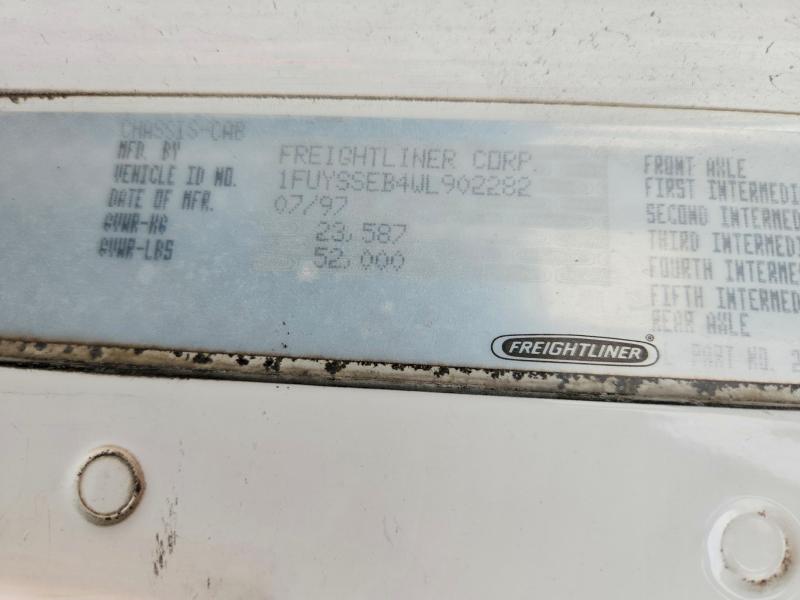 CHASSIS-CAB
MFD. BY FREIGHTLINER CORP.
VEHICLE ID NO. 1FUYSSEB4WL902282
DATE OF MFR. 07/97
GVWR-KG 23,587
GVWR-LBS 52,000
FRONT AXLE
FIRST INTERMEDI
SECOND INTERMED
THIRD INTERMEDI
FOURTH INTERME
FIFTH INTERMED
REAR AXLE
FREIGHTLINER®
PART NO. 2